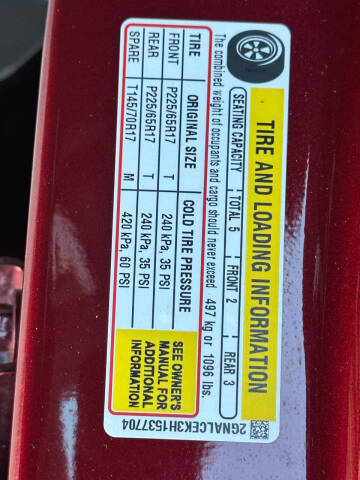 TIRE AND LOADING INFORMATION
SEATING CAPACITY TOTAL 5 FRONT 2 REAR 3
The combined weight of occupants and cargo should never exceed 497 kg or 1096 lbs.
TIRE ORIGINAL SIZE COLD TIRE PRESSURE
FRONT P225/65R17 T 240 kPa, 35 PSI
REAR P225/65R17 T 240 kPa, 35 PSI
SPARE T145/70R17 M 420 kPa, 60 PSI
SEE OWNER'S
MANUAL FOR
ADDITIONAL
INFORMATION
2GNALCEK3H1537704